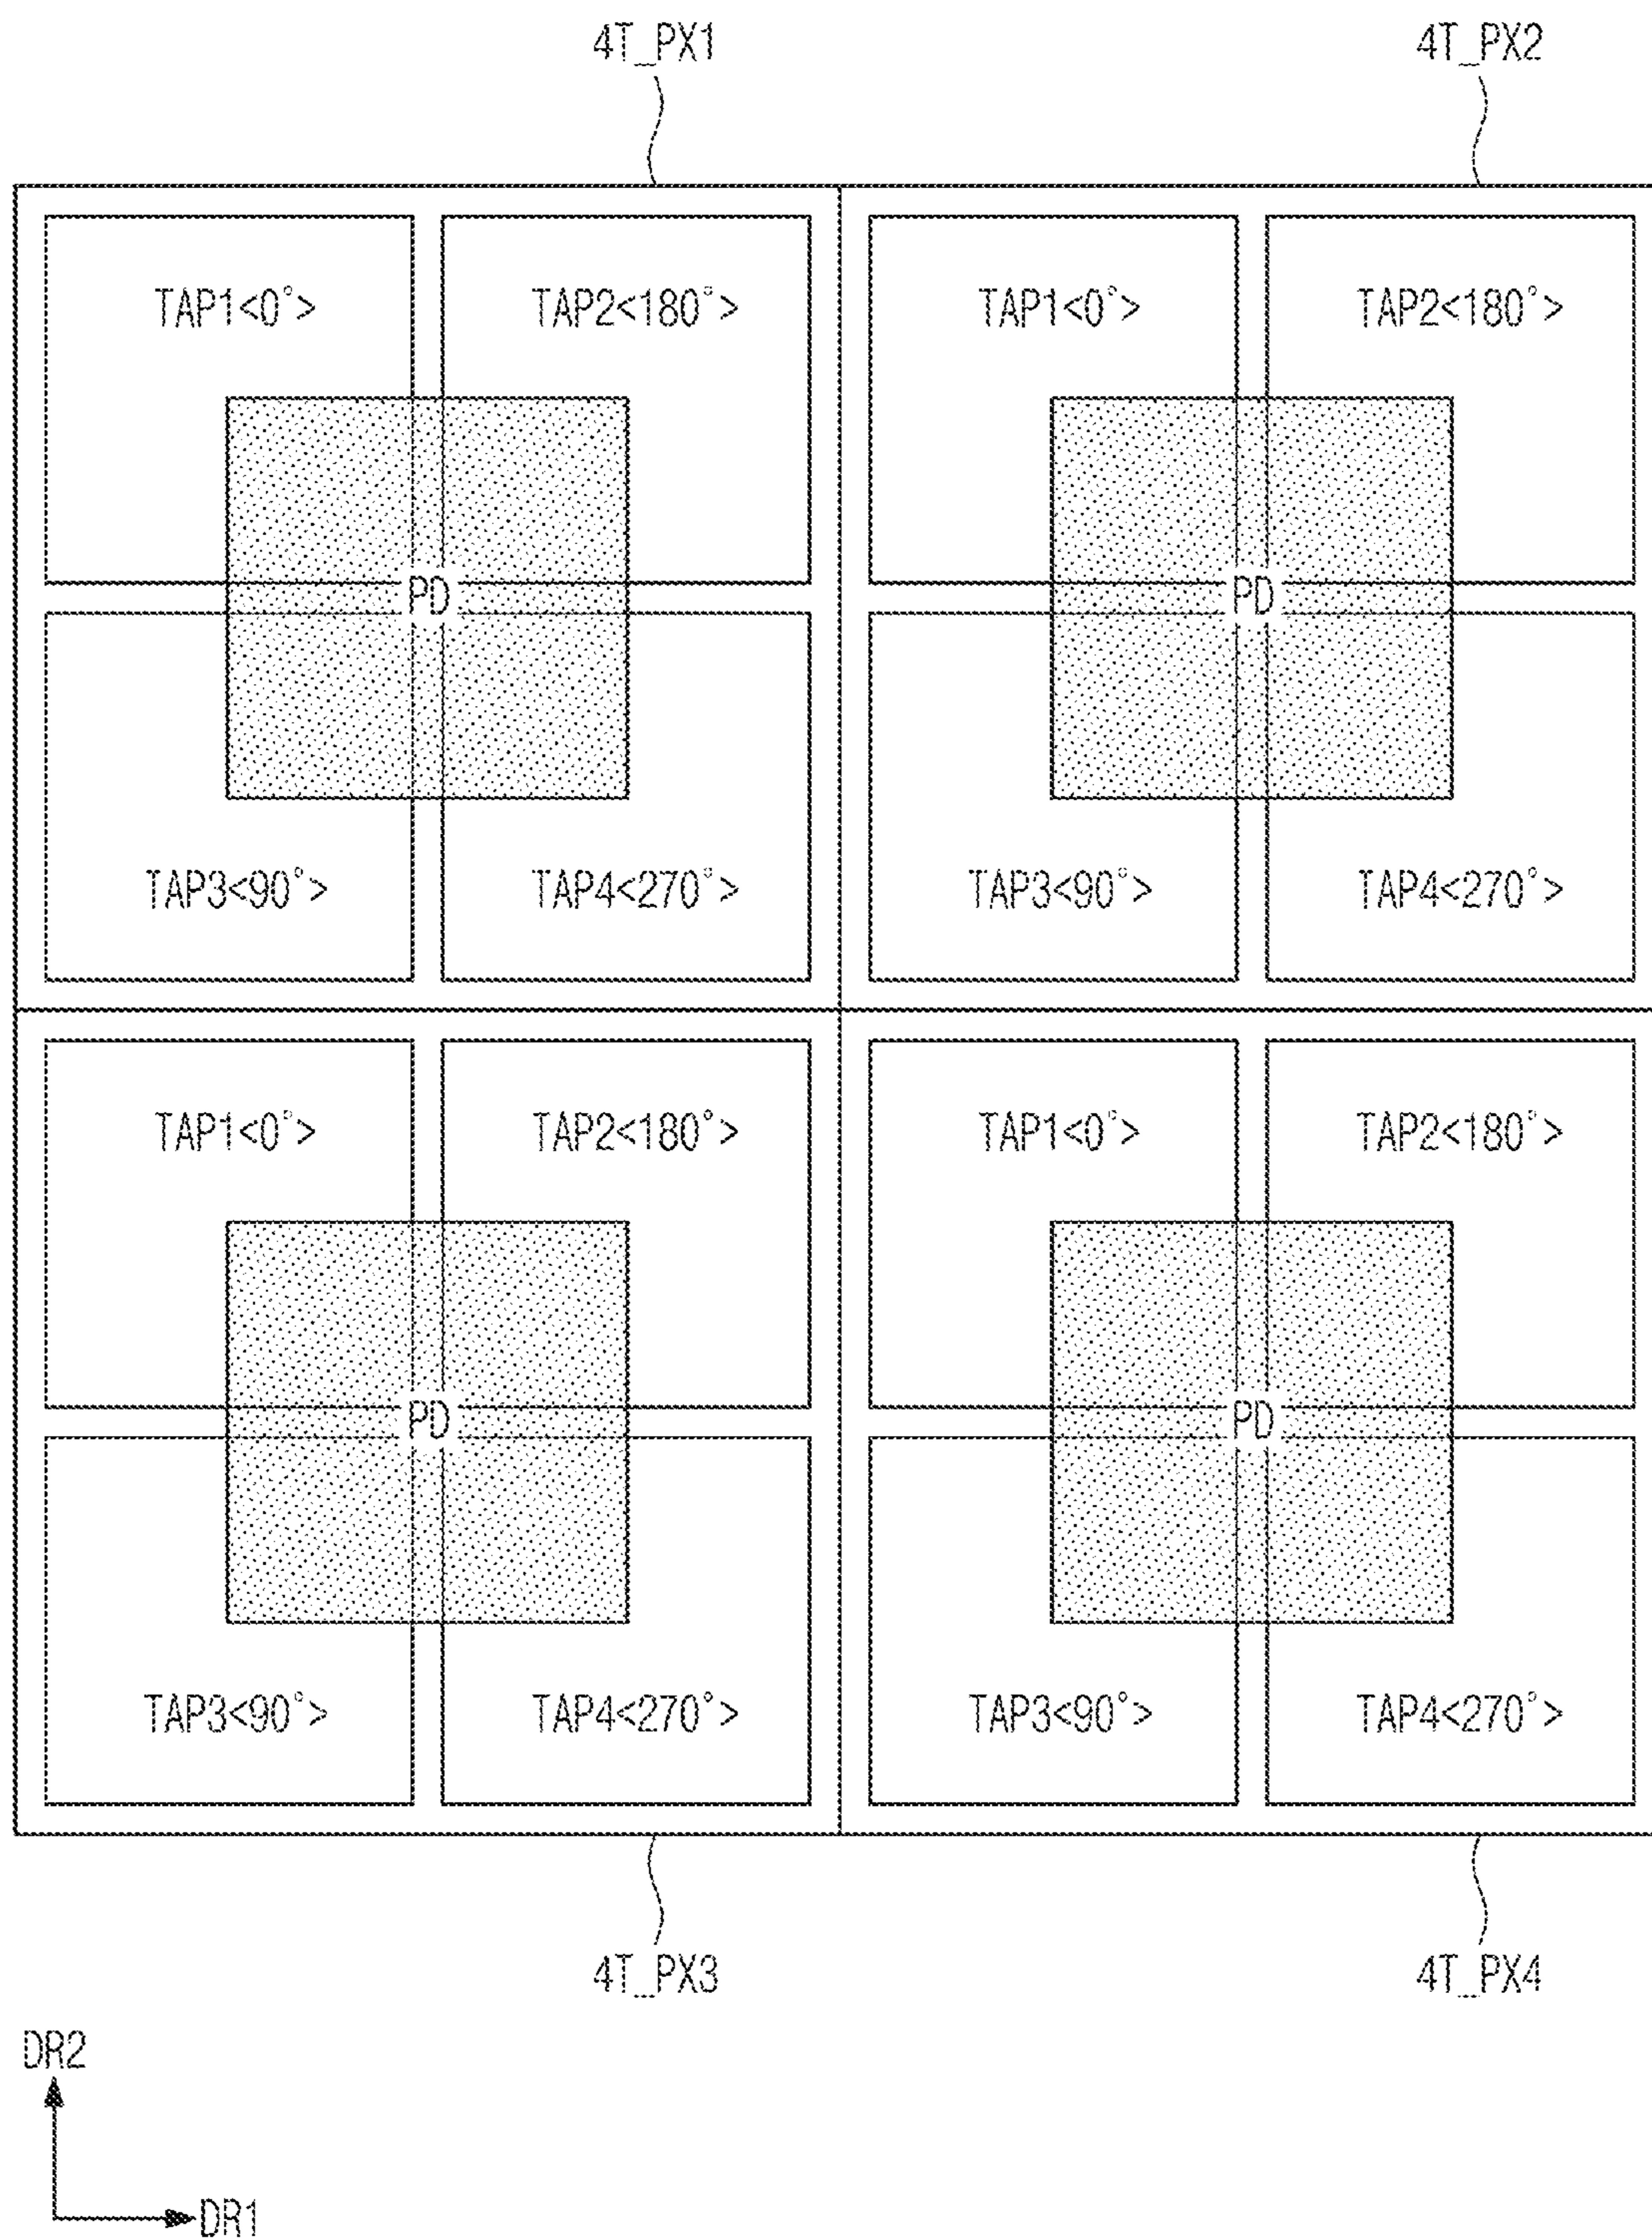 4T_PX1 4T_PX2
TAP1<0°> TAP2<180°> TAP1<0°> TAP2<180°>
PD PD
TAP3<90°> TAP4<270°> TAP3<90°> TAP4<270°>
TAP1<0°> TAP2<180°> TAP1<0°> TAP2<180°>
PD PD
TAP3<90°> TAP4<270°> TAP3<90°> TAP4<270°>
4T_PX3 4T_PX4
DR2
DR1